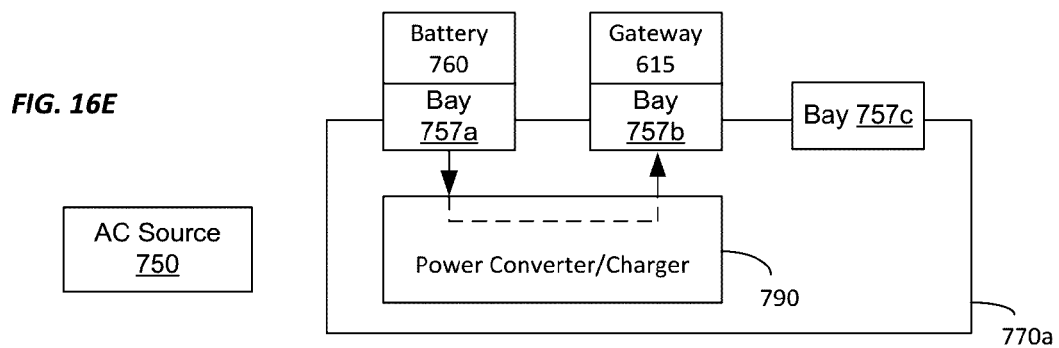 Battery
760
Gateway
615
FIG. 16E
Bay
757a
Bay
757b
Bay 757c
AC Source
750
Power Converter/Charger
790
770a